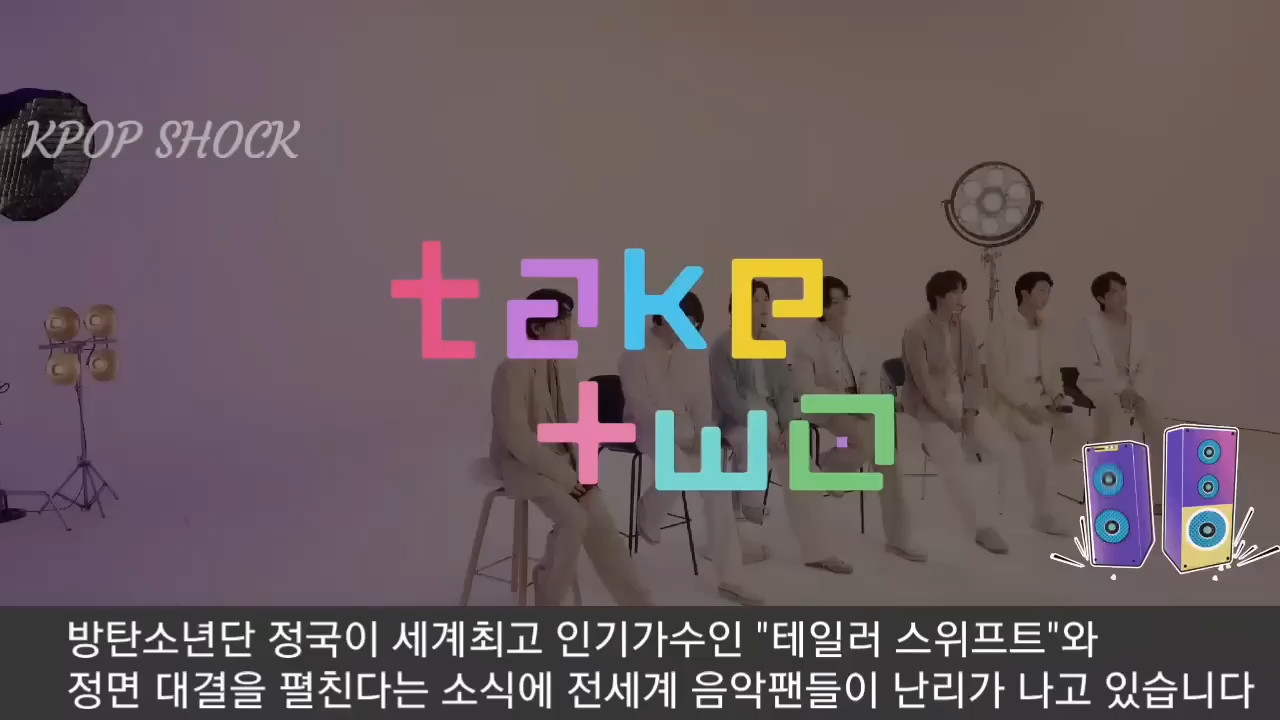 KPOP SHOCK
take
two
방탄소년단 정국이 세계최고 인기가수인 "테일러 스위프트"와
정면 대결을 펼친다는 소식에 전세계 음악팬들이 난리가 나고 있습니다